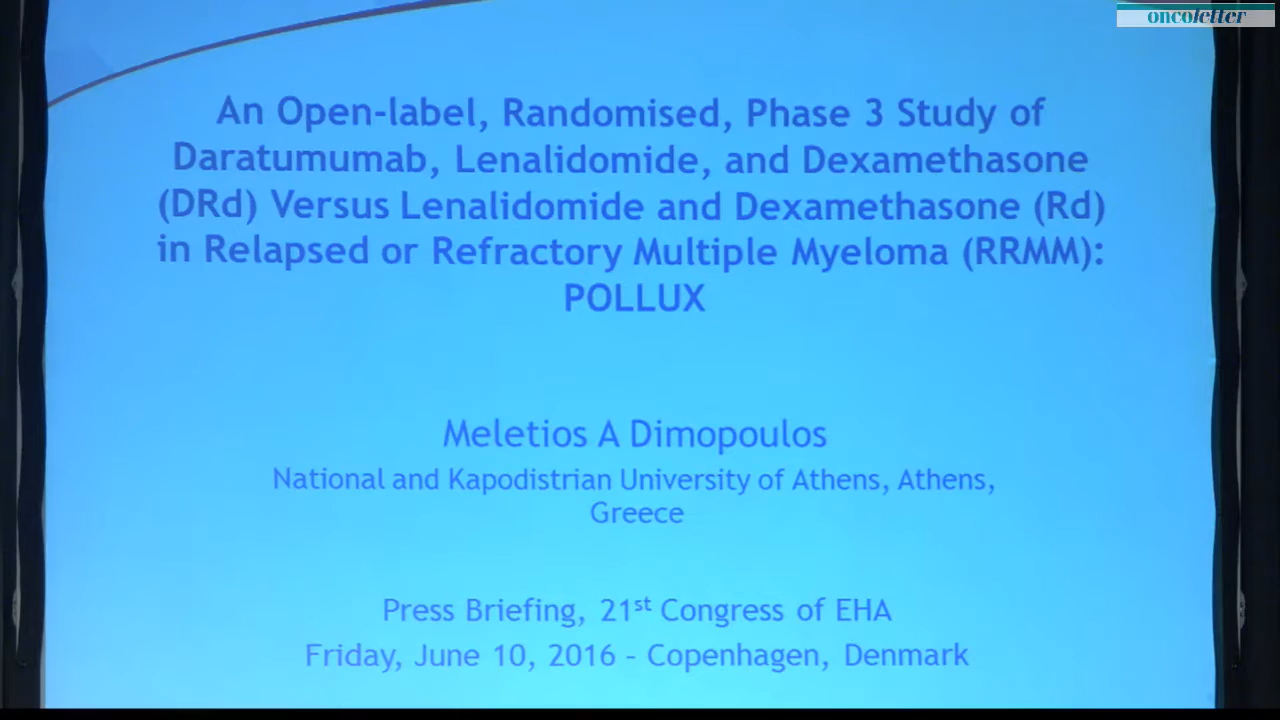 oncoletter
An Open-label, Randomised, Phase 3 Study of
Daratumumab, Lenalidomide, and Dexamethasone
(DRd) Versus Lenalidomide and Dexamethasone (Rd)
in Relapsed or Refractory Multiple Myeloma (RRMM):
POLLUX
Meletios A Dimopoulos
National and Kapodistrian University of Athens, Athens,
Greece
Press Briefing, 21st Congress of EHA
Friday, June 10, 2016 – Copenhagen, Denmark